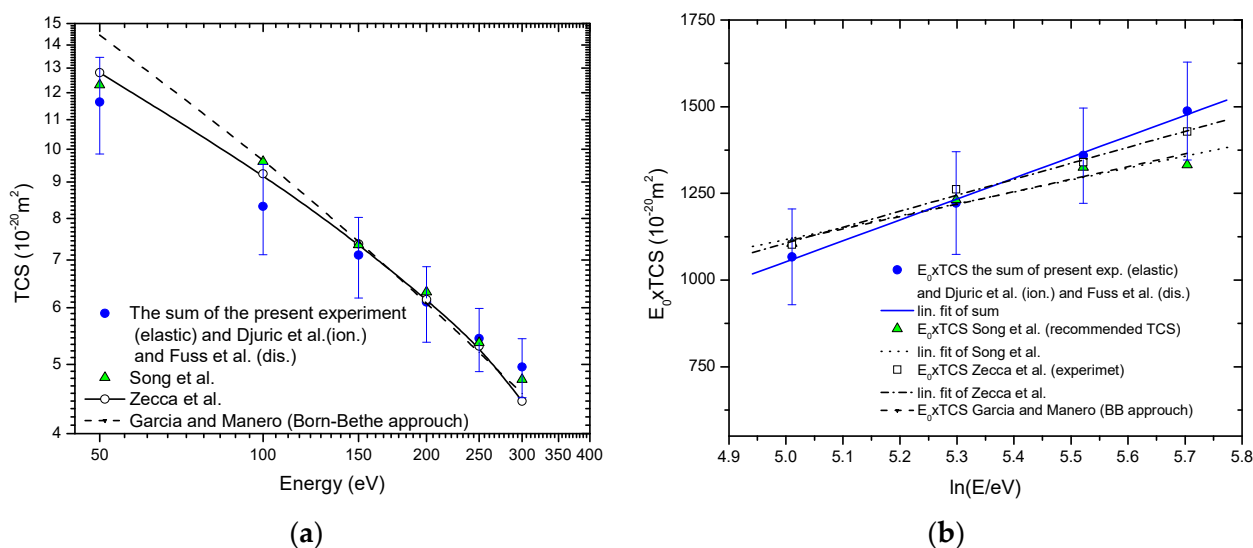 15
14
13
12
11
10
9
8
7
6
5
4
TCS (10⁻²⁰m²)
The sum of the present experiment
(elastic) and Djuric et al.(ion.)
and Fuss et al. (dis.)
Song et al.
Zecca et al.
Garcia and Manero (Born-Bethe approuch)
50 100 150 200 250 300 400
Energy (eV)
(a)
1750
1500
1250
1000
750
E₀xTCS (10⁻²⁰m²)
E₀xTCS the sum of present exp. (elastic)
and Djuric et al. (ion.) and Fuss et al. (dis.)
lin. fit of sum
E₀xTCS Song et al. (recommended TCS)
lin. fit of Song et al.
E₀xTCS Zecca et al. (experimet)
lin. fit of Zecca et al.
E₀xTCS Garcia and Manero (BB approuch)
4.9 5.0 5.1 5.2 5.3 5.4 5.5 5.6 5.7 5.8
ln(E/eV)
(b)